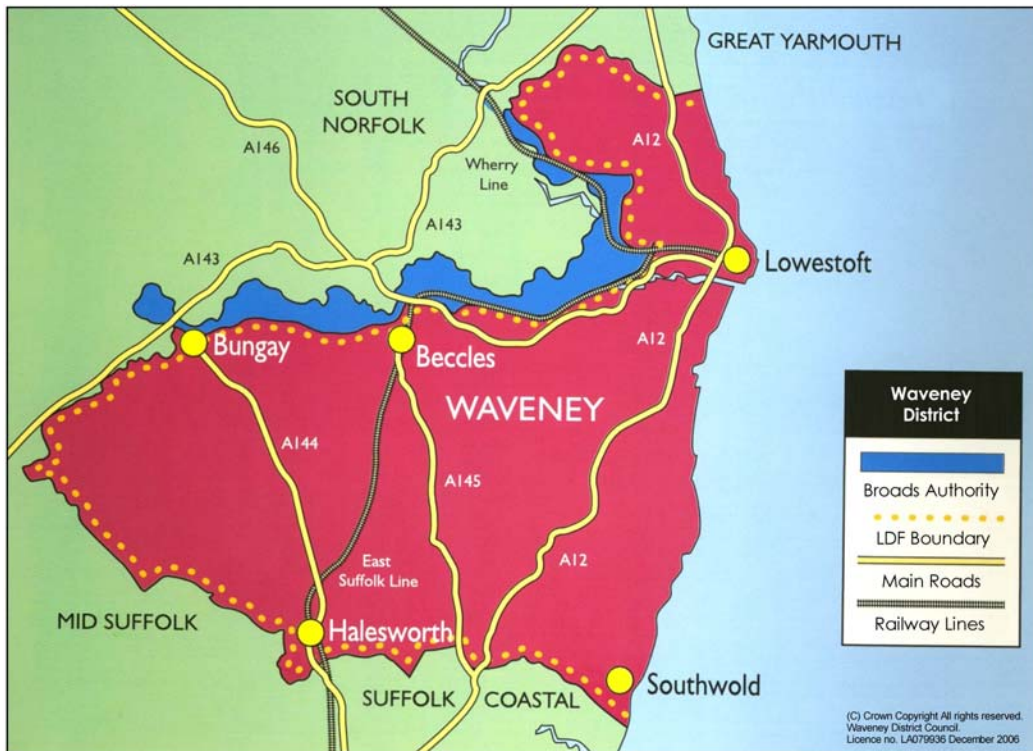 GREAT YARMOUTH
SOUTH
NORFOLK
A146
A12
Wherry
Line
A143
A143
Lowestoft
Bungay
Beccles
A12
WAVENEY
A144
A145
East
Suffolk Line
A12
MID SUFFOLK
Halesworth
SUFFOLK COASTAL
Southwold
Waveney
District
Broads Authority
LDF Boundary
Main Roads
Railway Lines
(C) Crown Copyright All rights reserved.
Waveney District Council.
Licence no. LA079936 December 2006